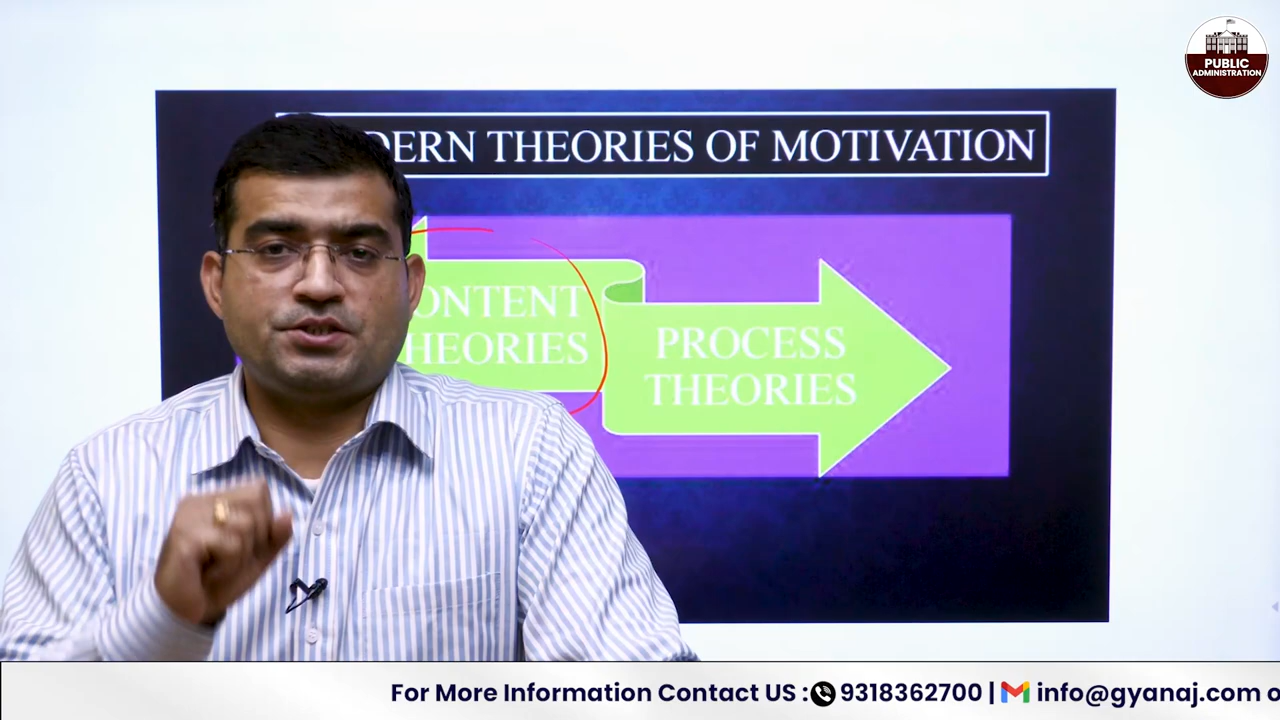 PUBLIC
ADMINISTRATION
DERN THEORIES OF MOTIVATION
ONTENT
HEORIES
PROCESS
THEORIES
For More Information Contact US : 9318362700 | info@gyanaj.com o